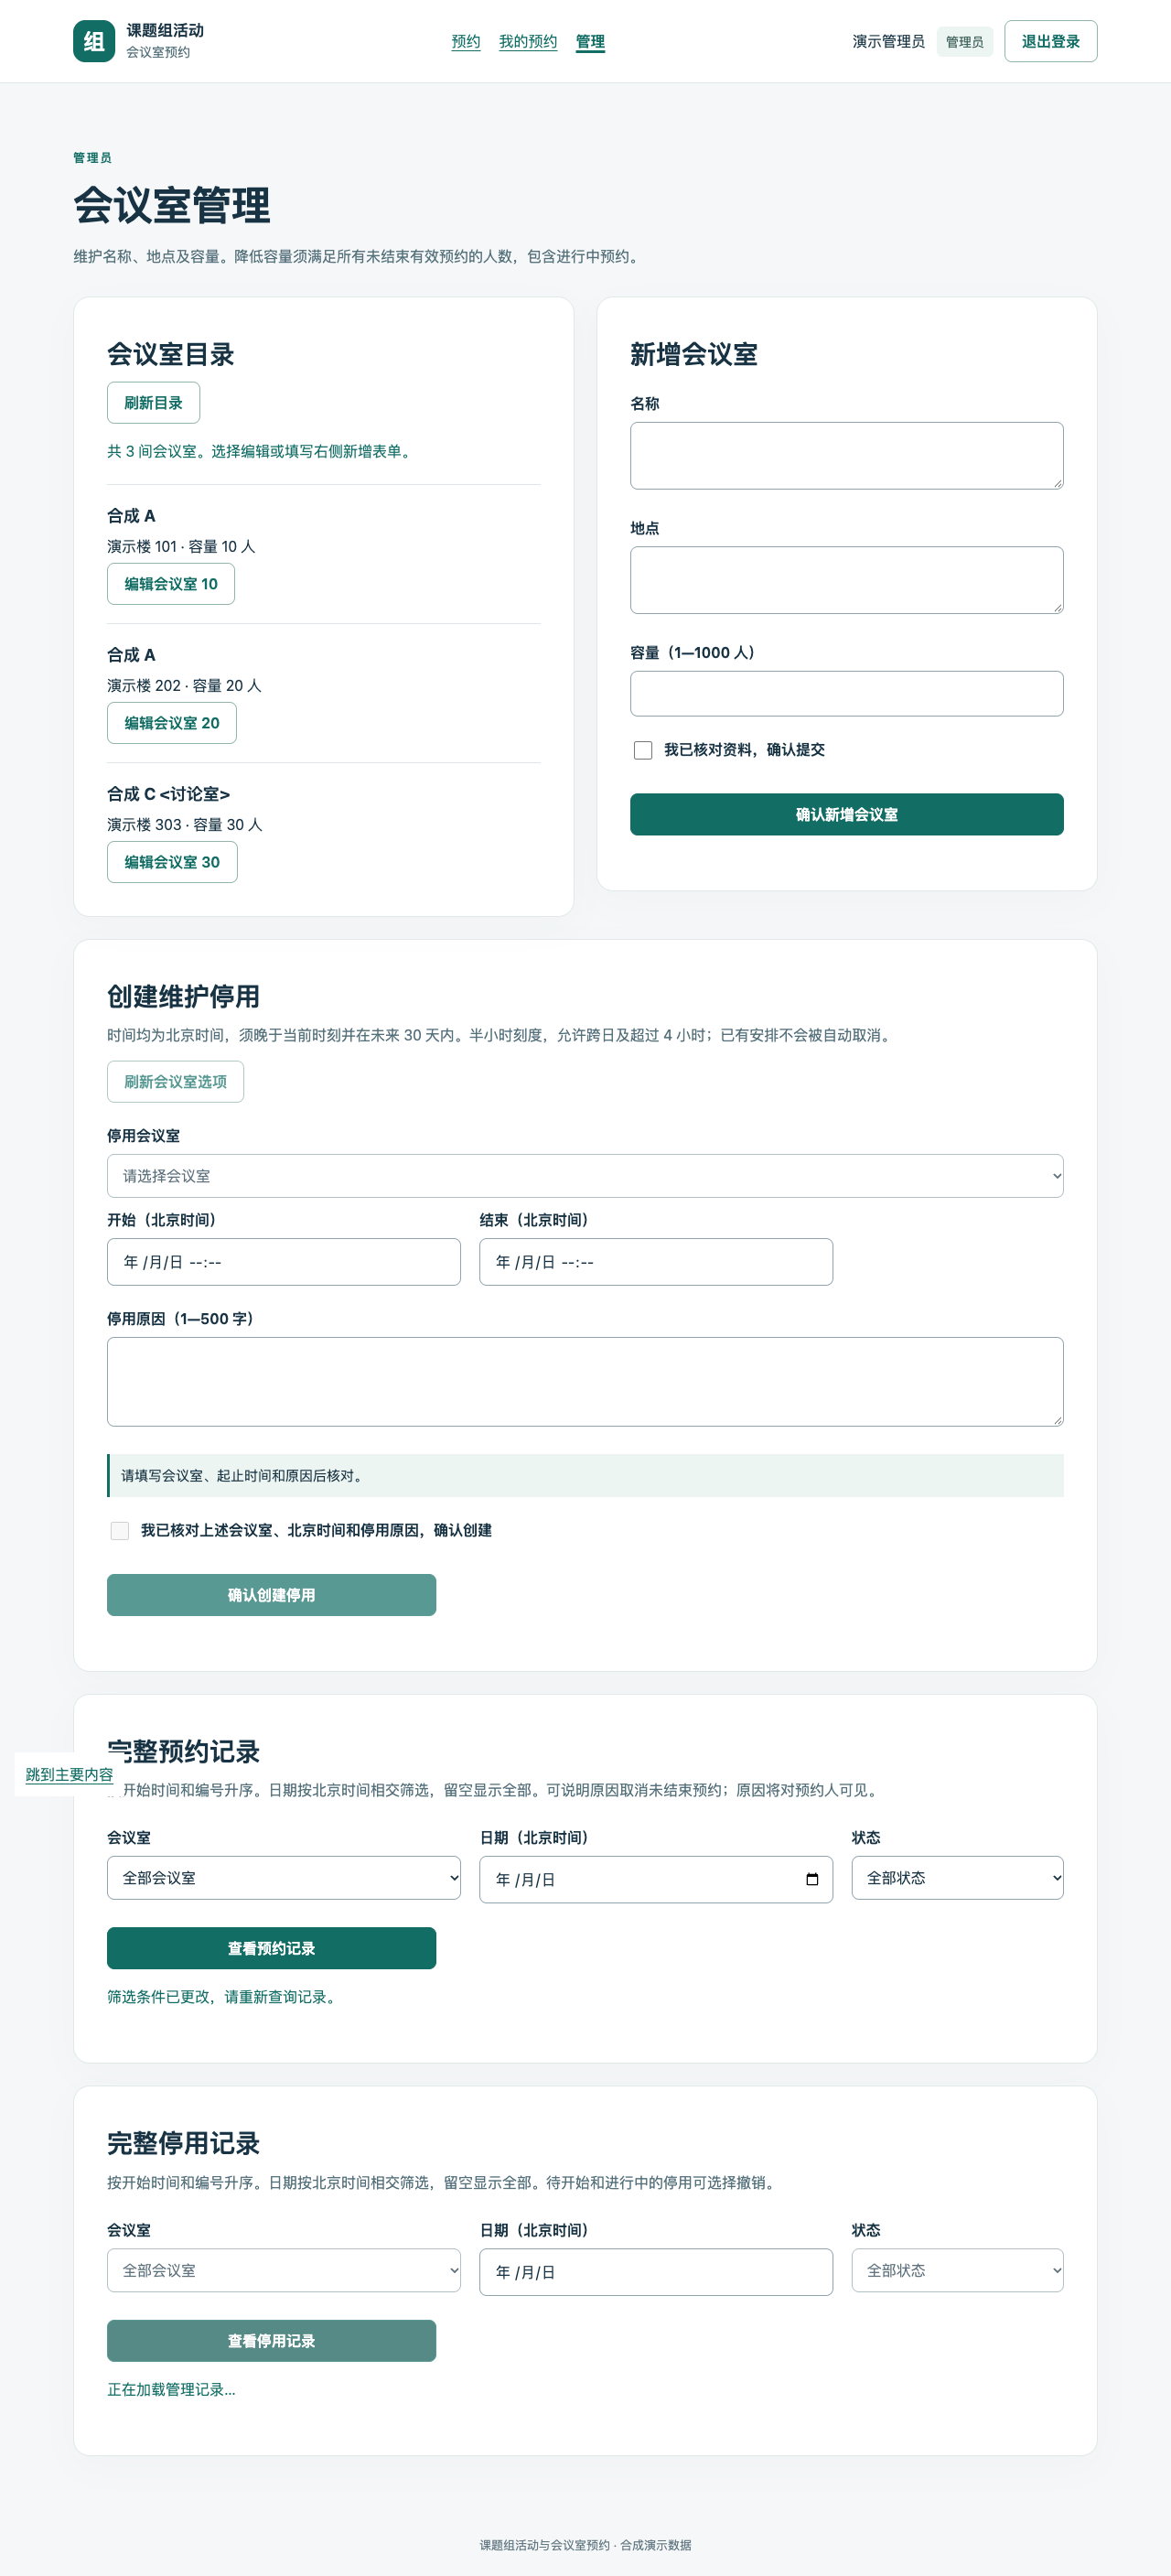 组
课题组活动
会议室预约
预约 我的预约 管理
演示管理员 管理员 退出登录
管理员
会议室管理
维护名称、地点及容量。降低容量须满足所有未结束有效预约的人数，包含进行中预约。
会议室目录
刷新目录
共 3 间会议室。选择编辑或填写右侧新增表单。
合成 A
演示楼 101 · 容量 10 人
编辑会议室 10
合成 A
演示楼 202 · 容量 20 人
编辑会议室 20
合成 C <讨论室>
演示楼 303 · 容量 30 人
编辑会议室 30
新增会议室
名称
地点
容量（1—1000 人）
我已核对资料，确认提交
确认新增会议室
创建维护停用
时间均为北京时间，须晚于当前时刻并在未来 30 天内。半小时刻度，允许跨日及超过 4 小时；已有安排不会被自动取消。
刷新会议室选项
停用会议室
请选择会议室
开始（北京时间） 结束（北京时间）
年 /月/日 --:-- 年 /月/日 --:--
停用原因（1—500 字）
请填写会议室、起止时间和原因后核对。
我已核对上述会议室、北京时间和停用原因，确认创建
确认创建停用
完整预约记录
跳到主要内容
开始时间和编号升序。日期按北京时间相交筛选，留空显示全部。可说明原因取消未结束预约；原因将对预约人可见。
会议室 日期（北京时间） 状态
全部会议室 年 /月/日 全部状态
查看预约记录
筛选条件已更改，请重新查询记录。
完整停用记录
按开始时间和编号升序。日期按北京时间相交筛选，留空显示全部。待开始和进行中的停用可选择撤销。
会议室 日期（北京时间） 状态
全部会议室 年 /月/日 全部状态
查看停用记录
正在加载管理记录...
课题组活动与会议室预约 · 合成演示数据